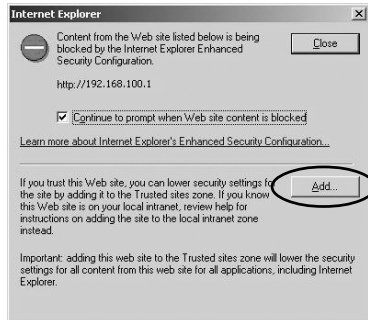 Internet Explorer
Content from the Web site listed below is being
blocked by the Internet Explorer Enhanced
Security Configuration.
Close
http://192.168.100.1
Continue to prompt when Web site content is blocked
Learn more about Internet Explorer's Enhanced Security Configuration...
If you trust this Web site, you can lower security settings for
the site by adding it to the Trusted sites zone. If you know
this Web site is on your local intranet, review help for
instructions on adding the site to the local intranet zone
instead.
Add...
Important: adding this web site to the Trusted sites zone will lower the security
settings for all content from this web site for all applications, including Internet
Explorer.